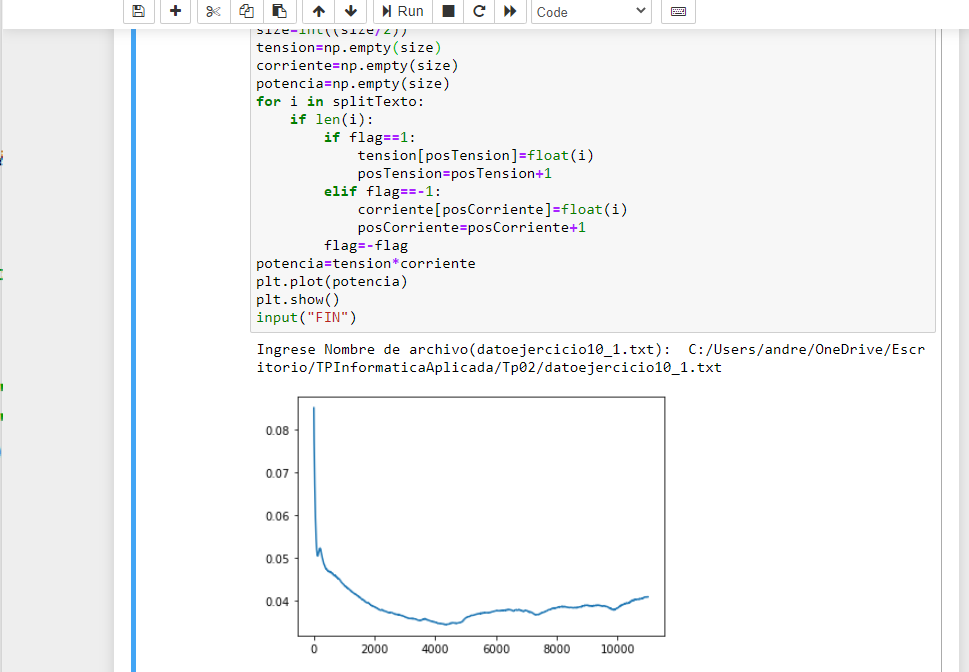 Run
Code
size=int((size/2))
tension=np.empty(size)
corriente=np.empty(size)
potencia=np.empty(size)
for i in splitTexto:
    if len(i):
        if flag==1:
            tension[posTension]=float(i)
            posTension=posTension+1
        elif flag==-1:
            corriente[posCorriente]=float(i)
            posCorriente=posCorriente+1
        flag=-flag
potencia=tension*corriente
plt.plot(potencia)
plt.show()
input("FIN")
Ingrese Nombre de archivo(datoejercicio10_1.txt):  C:/Users/andre/OneDrive/Escr
itorio/TPInformaticaAplicada/Tp02/datoejercicio10_1.txt
0.08
0.07
0.06
0.05
0.04
0 2000 4000 6000 8000 10000